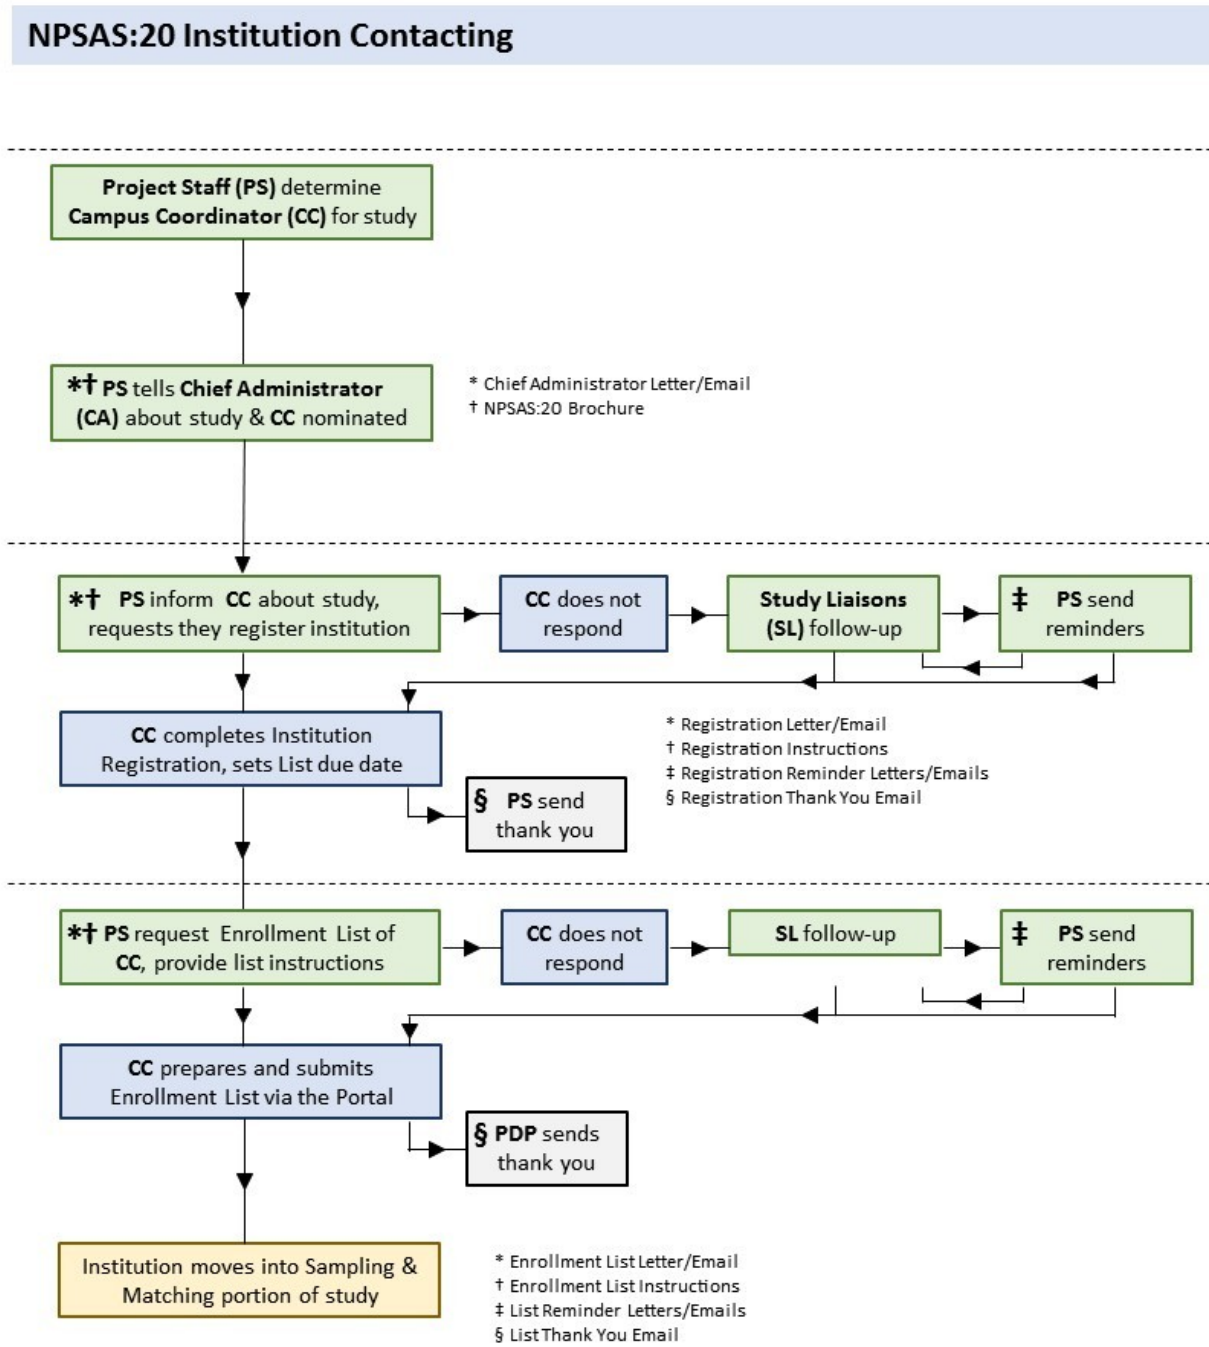 NPSAS:20 Institution Contacting
Project Staff (PS) determine
Campus Coordinator (CC) for study
*† PS tells Chief Administrator
(CA) about study & CC nominated
* Chief Administrator Letter/Email
† NPSAS:20 Brochure
*† PS inform CC about study,
requests they register institution
CC does not
respond
Study Liaisons
(SL) follow-up
‡ PS send
reminders
CC completes Institution
Registration, sets List due date
* Registration Letter/Email
† Registration Instructions
‡ Registration Reminder Letters/Emails
§ Registration Thank You Email
§ PS send
thank you
*† PS request Enrollment List of
CC, provide list instructions
CC does not
respond
SL follow-up
‡ PS send
reminders
CC prepares and submits
Enrollment List via the Portal
§ PDP sends
thank you
Institution moves into Sampling &
Matching portion of study
* Enrollment List Letter/Email
† Enrollment List Instructions
‡ List Reminder Letters/Emails
§ List Thank You Email